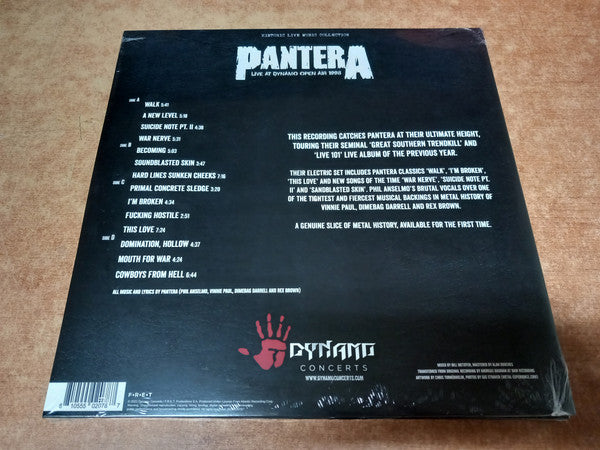 HISTORIC LIVE MUSIC COLLECTION
PANTERA
LIVE AT DYNAMO OPEN AIR 1998
SIDE A
WALK 5:41
A NEW LEVEL 5:18
SUICIDE NOTE PT. II 4:38
WAR NERVE 5:31
SIDE B
BECOMING 5:03
SOUNDBLASTED SKIN 5:47
HARD LINES SUNKEN CHEEKS 7:16
SIDE C
PRIMAL CONCRETE SLEDGE 3:20
I'M BROKEN 4:34
FUCKING HOSTILE 2:51
THIS LOVE 7:24
SIDE D
DOMINATION, HOLLOW 4:37
MOUTH FOR WAR 4:24
COWBOYS FROM HELL 6:44
ALL MUSIC AND LYRICS BY PANTERA (PHIL ANSELMO, VINNIE PAUL, DIMEBAG DARRELL AND REX BROWN)
THIS RECORDING CATCHES PANTERA AT THEIR ULTIMATE HEIGHT,
TOURING THEIR SEMINAL 'GREAT SOUTHERN TRENDKILL' AND
'LIVE 101' LIVE ALBUM OF THE PREVIOUS YEAR.
THEIR ELECTRIC SET INCLUDES PANTERA CLASSICS 'WALK', 'I'M BROKEN',
'THIS LOVE' AND NEW SONGS OF THE TIME 'WAR NERVE', 'SUICIDE NOTE PT.
II' AND 'SANDBLASTED SKIN'. PHIL ANSELMO'S BRUTAL VOCALS OVER ONE
OF THE TIGHTEST AND FIERCEST MUSICAL BACKINGS IN METAL HISTORY OF
VINNIE PAUL, DIMEBAG DARRELL AND REX BROWN.
A GENUINE SLICE OF METAL HISTORY, AVAILABLE FOR THE FIRST TIME.
DYNAMO
CONCERTS
WWW.DYNAMOCONCERTS.COM
F·R·E·T